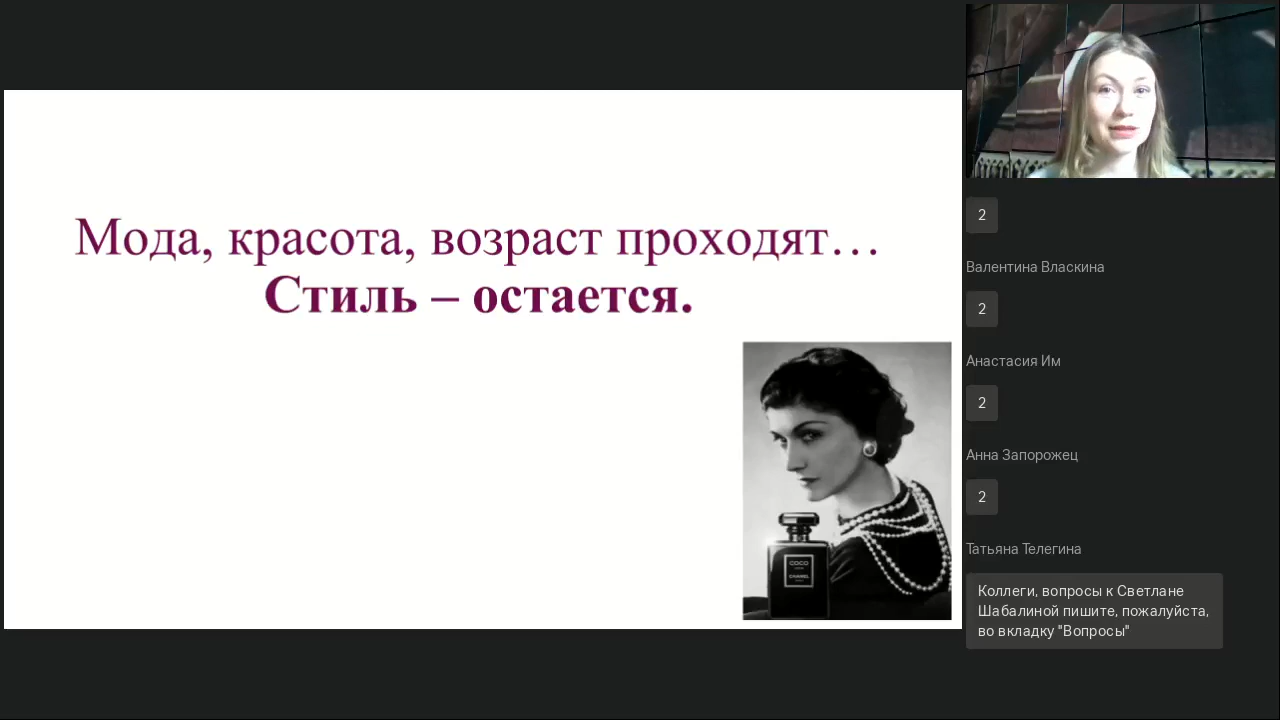 Мода, красота, возраст проходят…
Стиль – остается.
COCO
CHANEL
2
Валентина Власкина
2
Анастасия Им
2
Анна Запорожец
2
Татьяна Телегина
Коллеги, вопросы к Светлане
Шабалиной пишите, пожалуйста,
во вкладку "Вопросы"